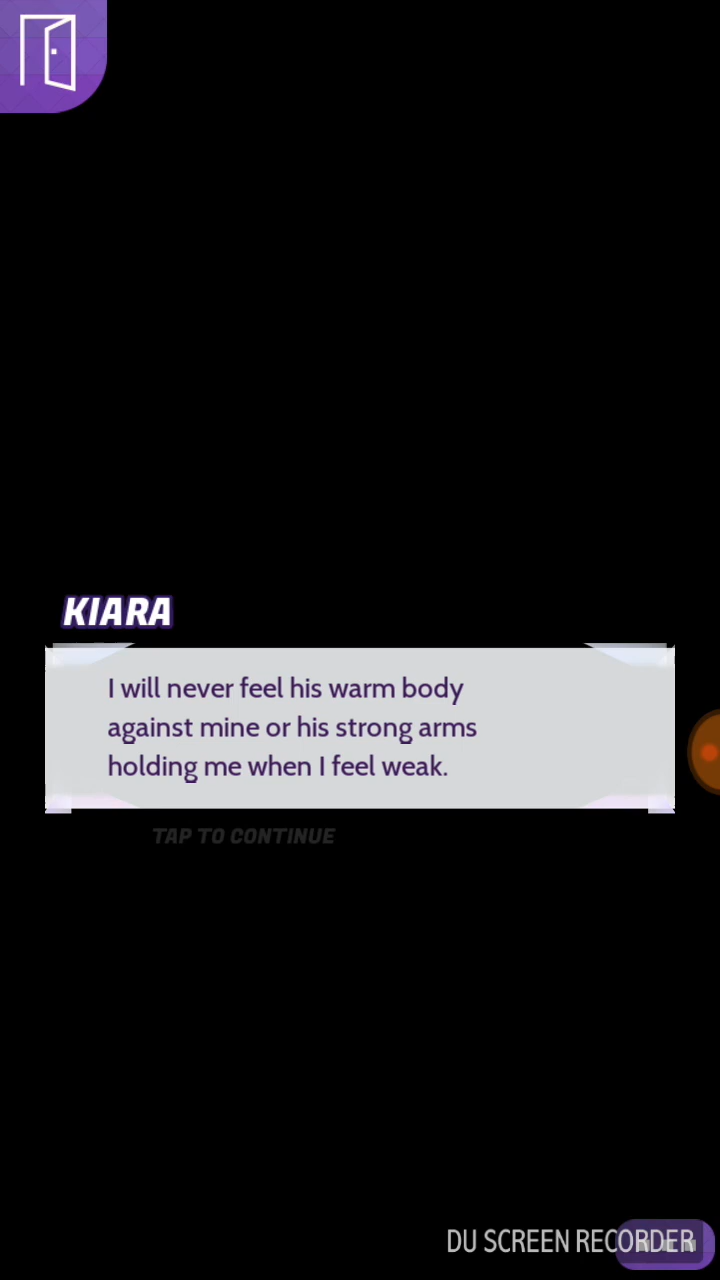 KIARA
I will never feel his warm body
against mine or his strong arms
holding me when I feel weak.
TAP TO CONTINUE
DU SCREEN RECORDER